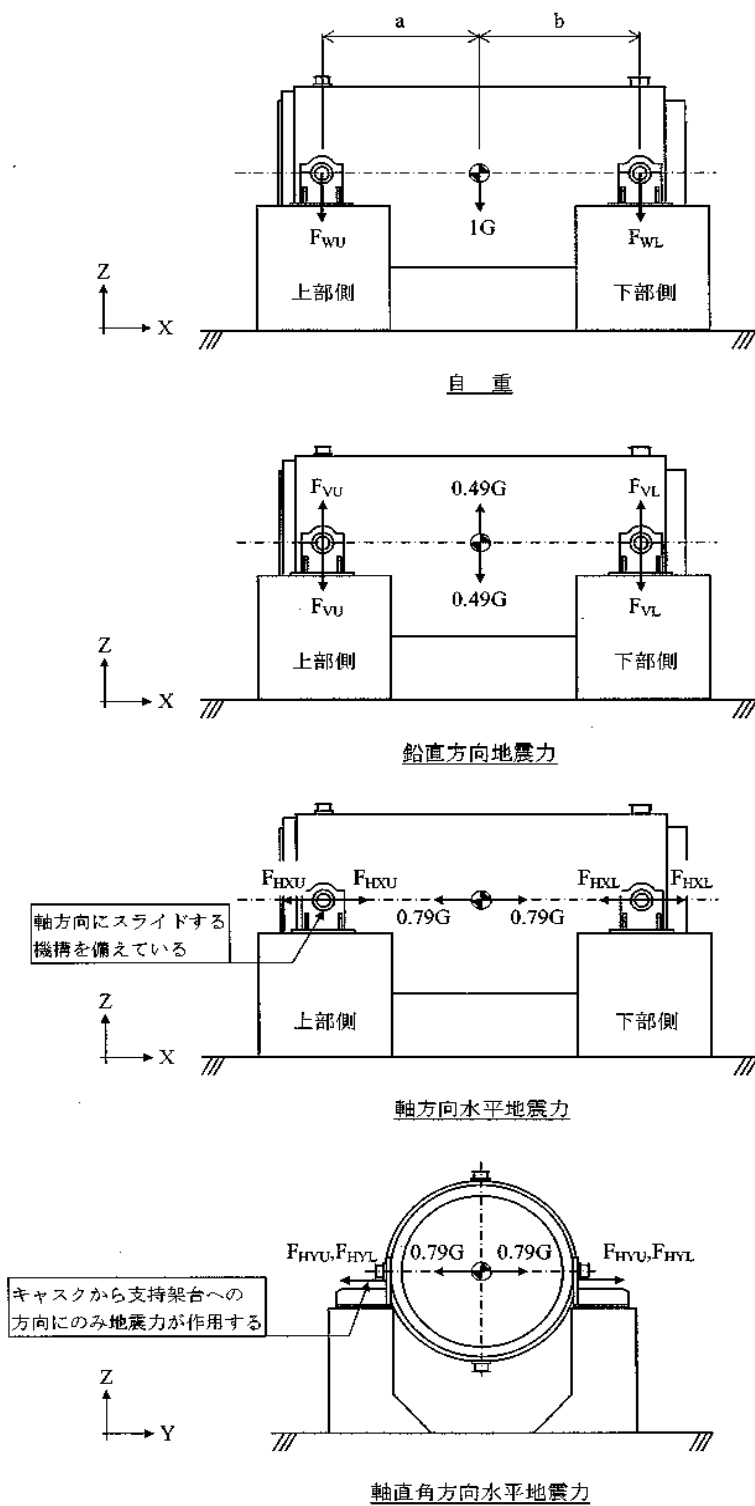 a b
F_WU 1G F_WL
Z
X
上部側 下部側
自 重
F_VU 0.49G F_VL
F_VU 0.49G F_VL
Z
X
上部側 下部側
鉛直方向地震力
F_HXU F_HXU 0.79G 0.79G F_HXL F_HXL
軸方向にスライドする
機構を備えている
Z
X
上部側 下部側
軸方向水平地震力
F_HYU,F_HYL 0.79G 0.79G F_HYU,F_HYL
キャスクから支持架台への
方向にのみ地震力が作用する
Z
Y
軸直角方向水平地震力